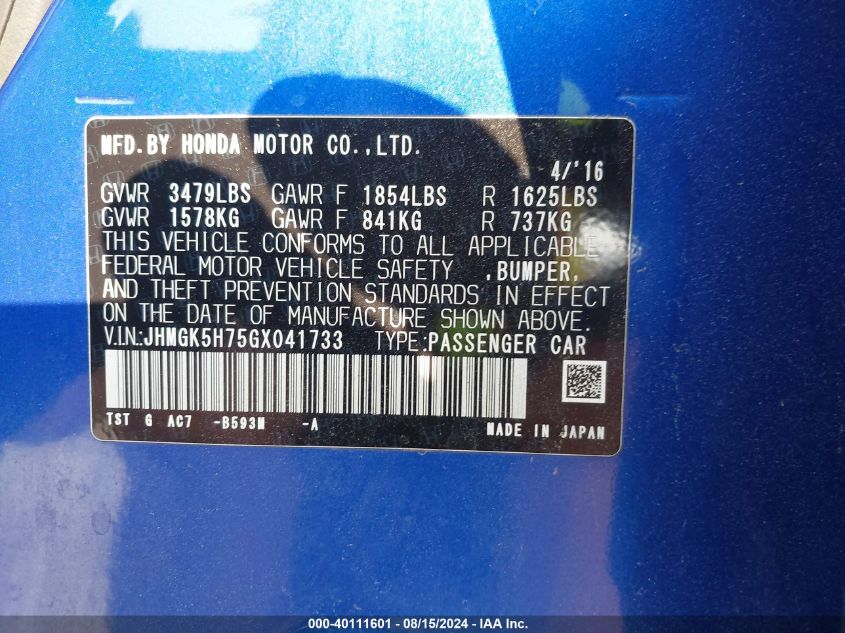 MFD.BY HONDA MOTOR CO.,LTD.
4/'16
GVWR 3479LBS GAWR F 1854LBS R 1625LBS
GVWR 1578KG GAWR F 841KG R 737KG
THIS VEHICLE CONFORMS TO ALL APPLICABLE
FEDERAL MOTOR VEHICLE SAFETY ,BUMPER,
AND THEFT PREVENTION STANDARDS IN EFFECT
ON THE DATE OF MANUFACTURE SHOWN ABOVE.
V.I.N:JHMGK5H75GX041733 TYPE:PASSENGER CAR
TST G AC7 -B593M -A MADE IN JAPAN
000-40111601 - 08/15/2024 - IAA Inc.